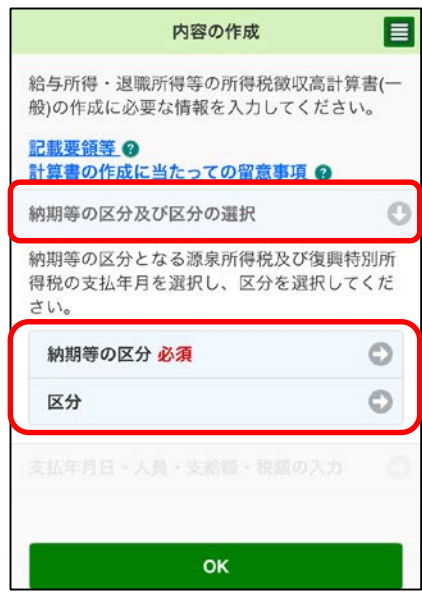 内容の作成
給与所得・退職所得等の所得税徴収高計算書(一
般)の作成に必要な情報を入力してください。
記載要領等
計算書の作成に当たっての留意事項
納期等の区分及び区分の選択
納期等の区分となる源泉所得税及び復興特別所
得税の支払年月を選択し、区分を選択してくだ
さい。
納期等の区分 必須
区分
支払年月日・人員・支給額・税額の入力
OK